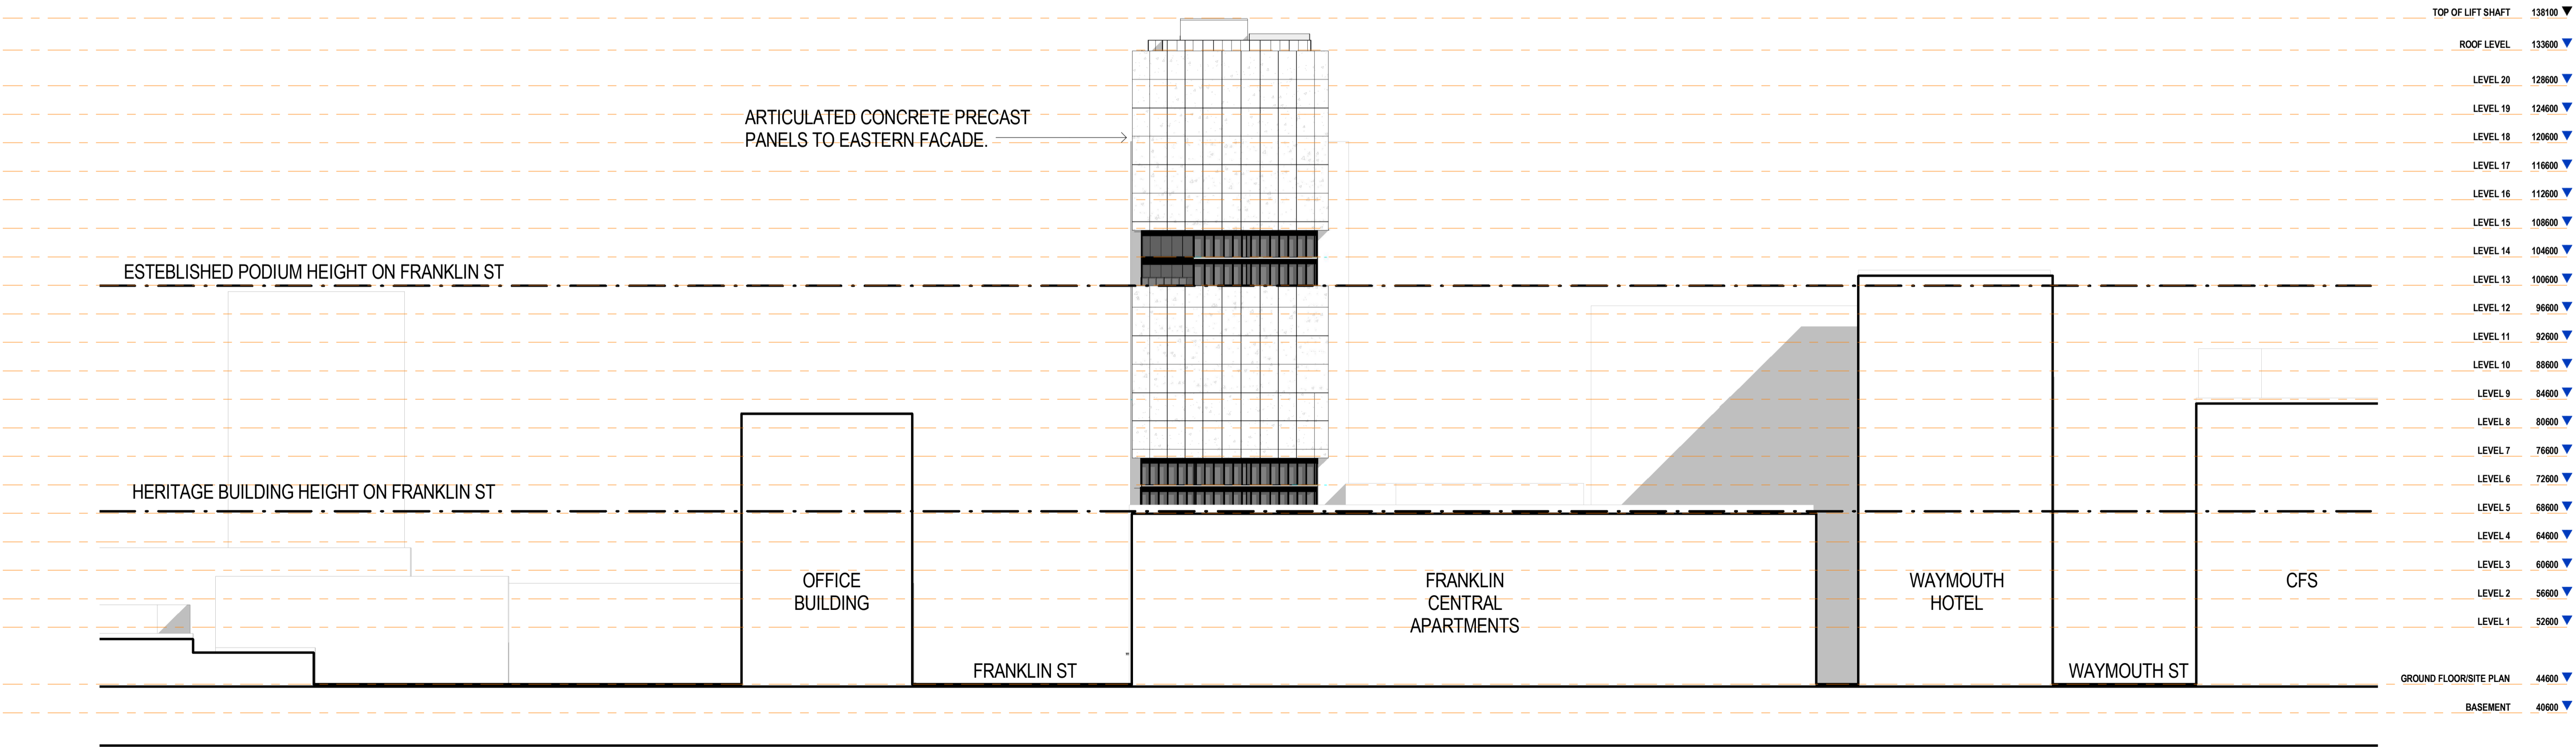 TOP OF LIFT SHAFT 138100
ROOF LEVEL 133600
LEVEL 20 128600
LEVEL 19 124600
ARTICULATED CONCRETE PRECAST
PANELS TO EASTERN FACADE.
LEVEL 18 120600
LEVEL 17 116600
LEVEL 16 112600
LEVEL 15 108600
LEVEL 14 104600
ESTEBLISHED PODIUM HEIGHT ON FRANKLIN ST
LEVEL 13 100600
LEVEL 12 96600
LEVEL 11 92600
LEVEL 10 88600
LEVEL 9 84600
LEVEL 8 80600
LEVEL 7 76600
LEVEL 6 72600
HERITAGE BUILDING HEIGHT ON FRANKLIN ST
LEVEL 5 68600
LEVEL 4 64600
LEVEL 3 60600
OFFICE
BUILDING
FRANKLIN
CENTRAL
APARTMENTS
WAYMOUTH
HOTEL
CFS
LEVEL 2 56600
LEVEL 1 52600
FRANKLIN ST
WAYMOUTH ST
GROUND FLOOR/SITE PLAN 44600
BASEMENT 40600